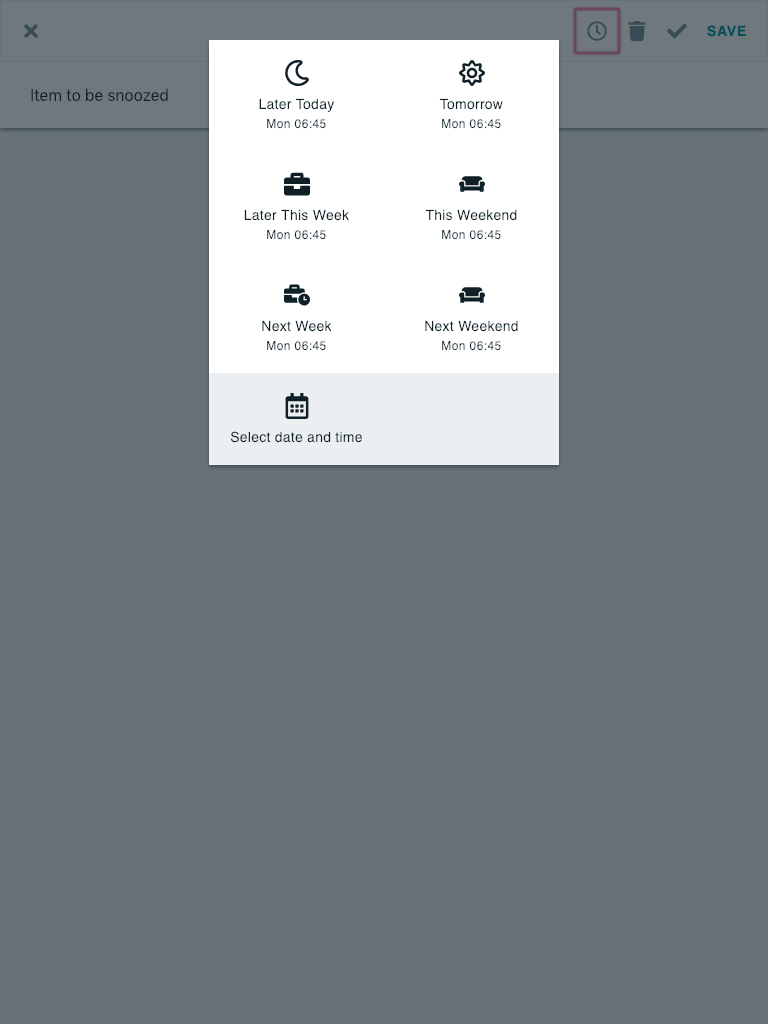 SAVE
Item to be snoozed
Later Today
Mon 06:45
Tomorrow
Mon 06:45
Later This Week
Mon 06:45
This Weekend
Mon 06:45
Next Week
Mon 06:45
Next Weekend
Mon 06:45
Select date and time